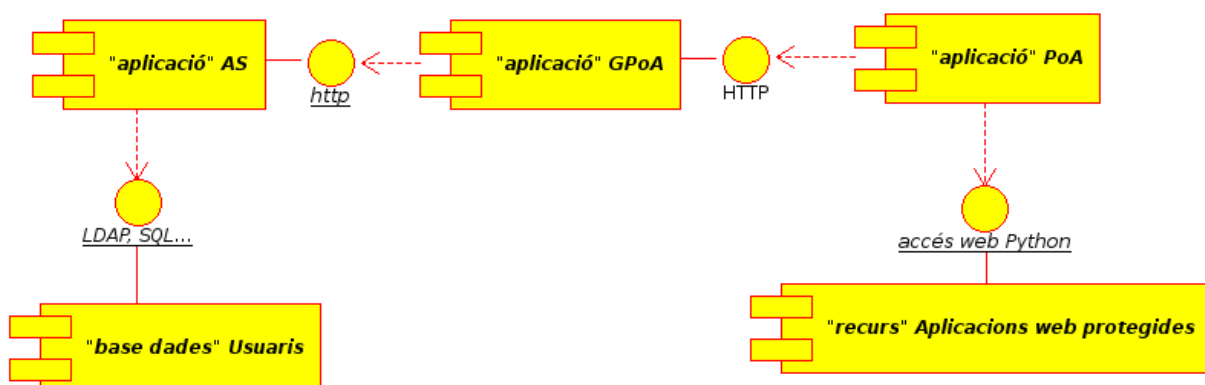 "aplicació" AS
http
"aplicació" GPoA
HTTP
"aplicació" PoA
LDAP, SQL...
accés web Python
"base dades" Usuaris
"recurs" Aplicacions web protegides